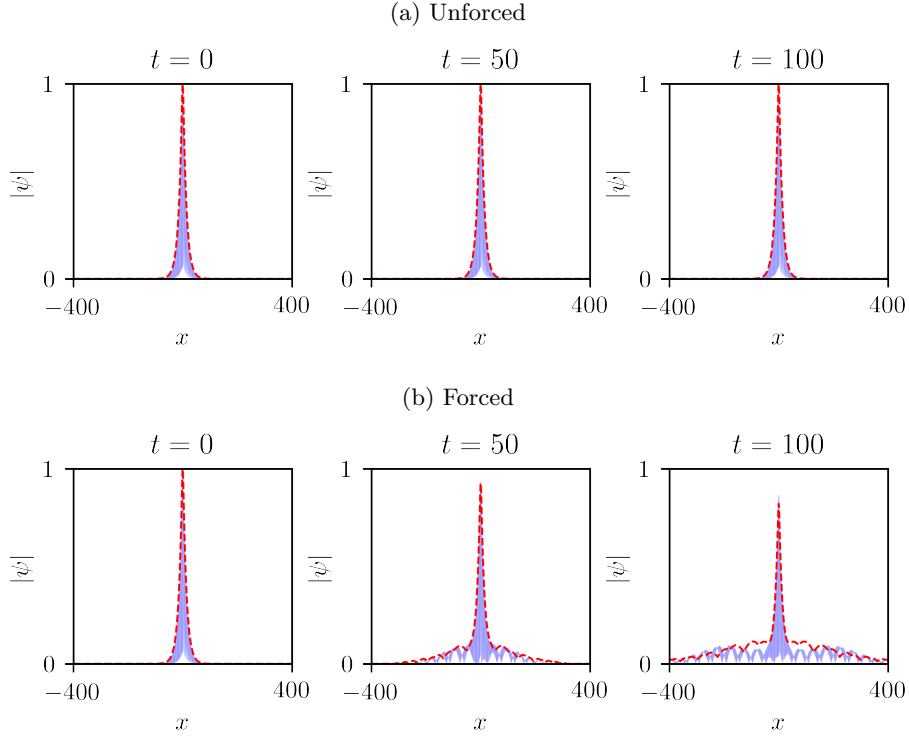 (a) Unforced
t = 0
t = 50
t = 100
1
1
1
|ψ|
|ψ|
|ψ|
0
0
0
−400
400
−400
400
−400
400
x
x
x
(b) Forced
t = 0
t = 50
t = 100
1
1
1
|ψ|
|ψ|
|ψ|
0
0
0
−400
400
−400
400
−400
400
x
x
x